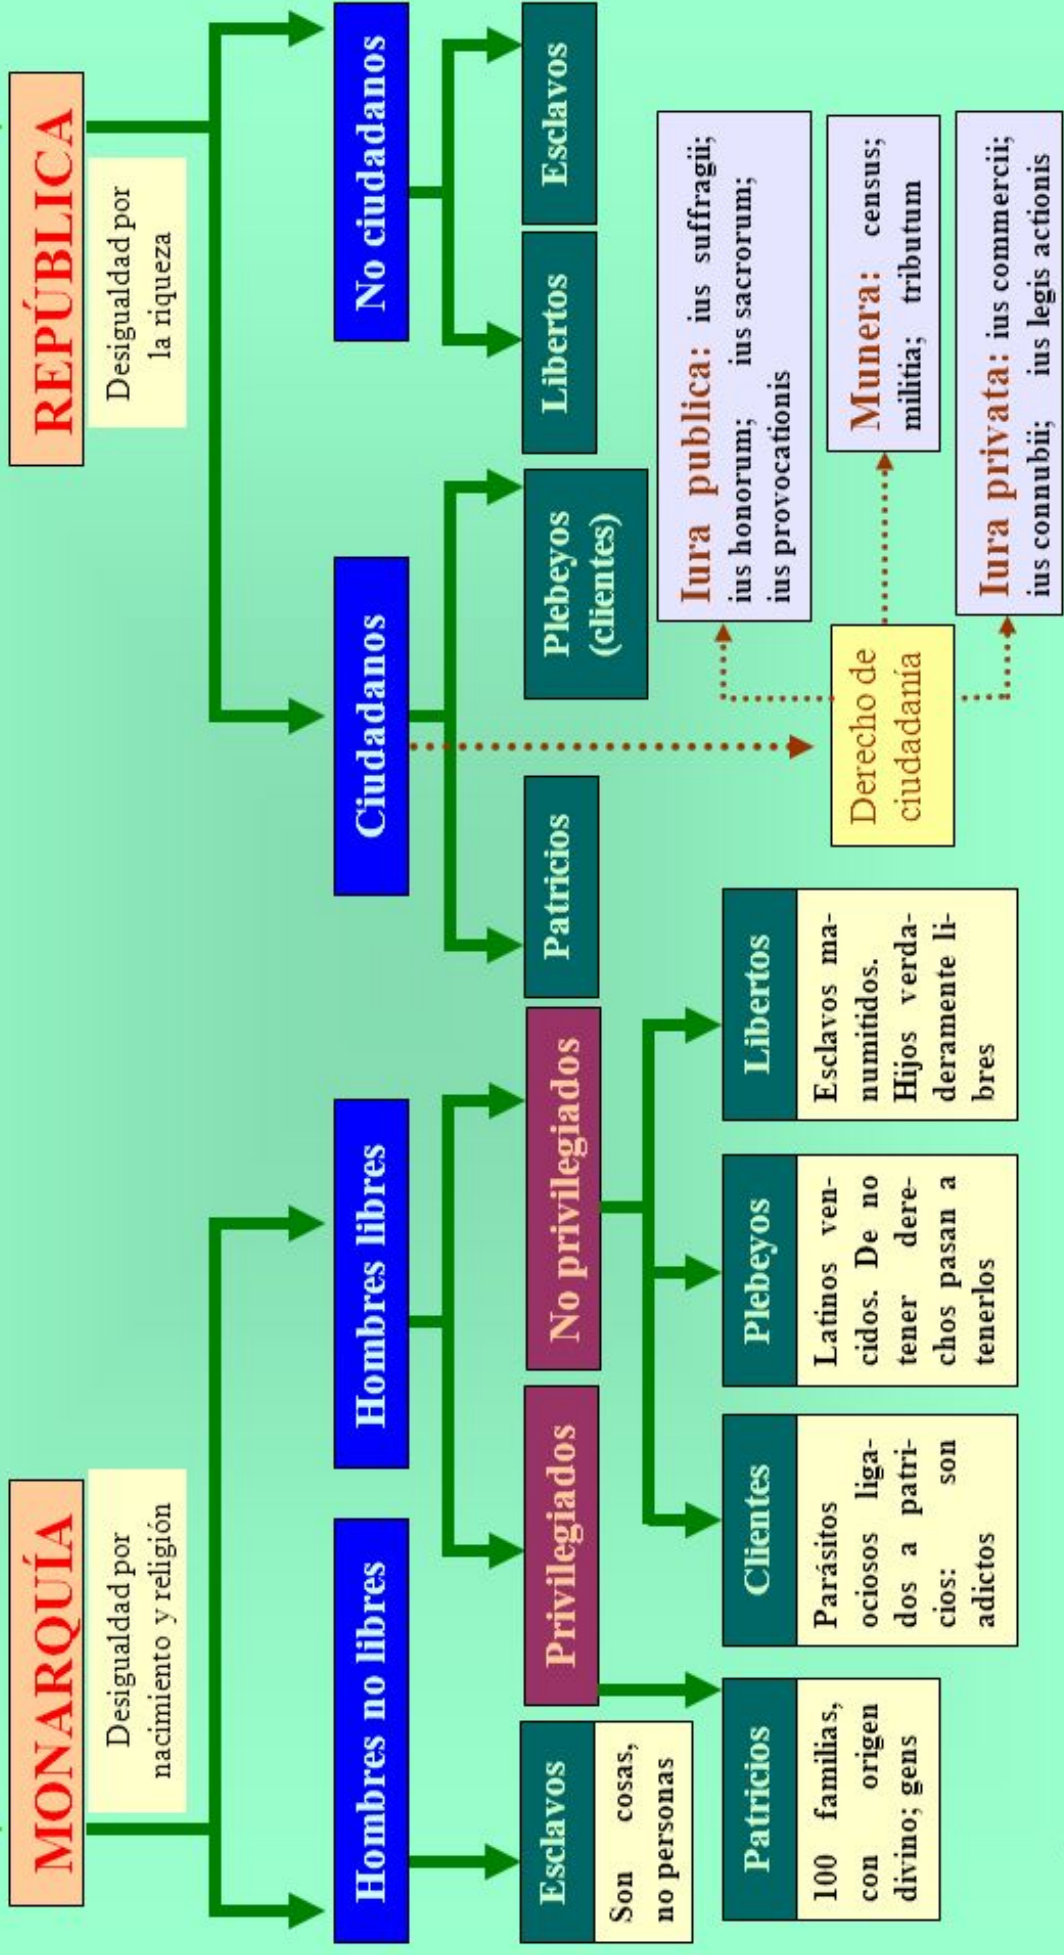 MONARQUÍA
Desigualdad por
nacimiento y religión
Hombres no libres
Hombres libres
Esclavos
Son cosas,
no personas
Privilegiados
No privilegiados
Patricios
100 familias,
con origen
divino; gens
Clientes
Parásitos
ociosos liga-
dos a patri-
cios: son
adictos
Plebeyos
Latinos ven-
cidos. De no
tener dere-
chos pasan a
tenerlos
Libertos
Esclavos ma-
numitidos.
Hijos verda-
deramente li-
bres
REPÚBLICA
Desigualdad por
la riqueza
Ciudadanos
No ciudadanos
Patricios
Plebeyos
(clientes)
Libertos
Esclavos
Derecho de
ciudadanía
Iura publica: ius suffragii;
ius honorum; ius sacrorum;
ius provocationis
Munera: census;
militia; tributum
Iura privata: ius commercii;
ius connubii; ius legis actionis